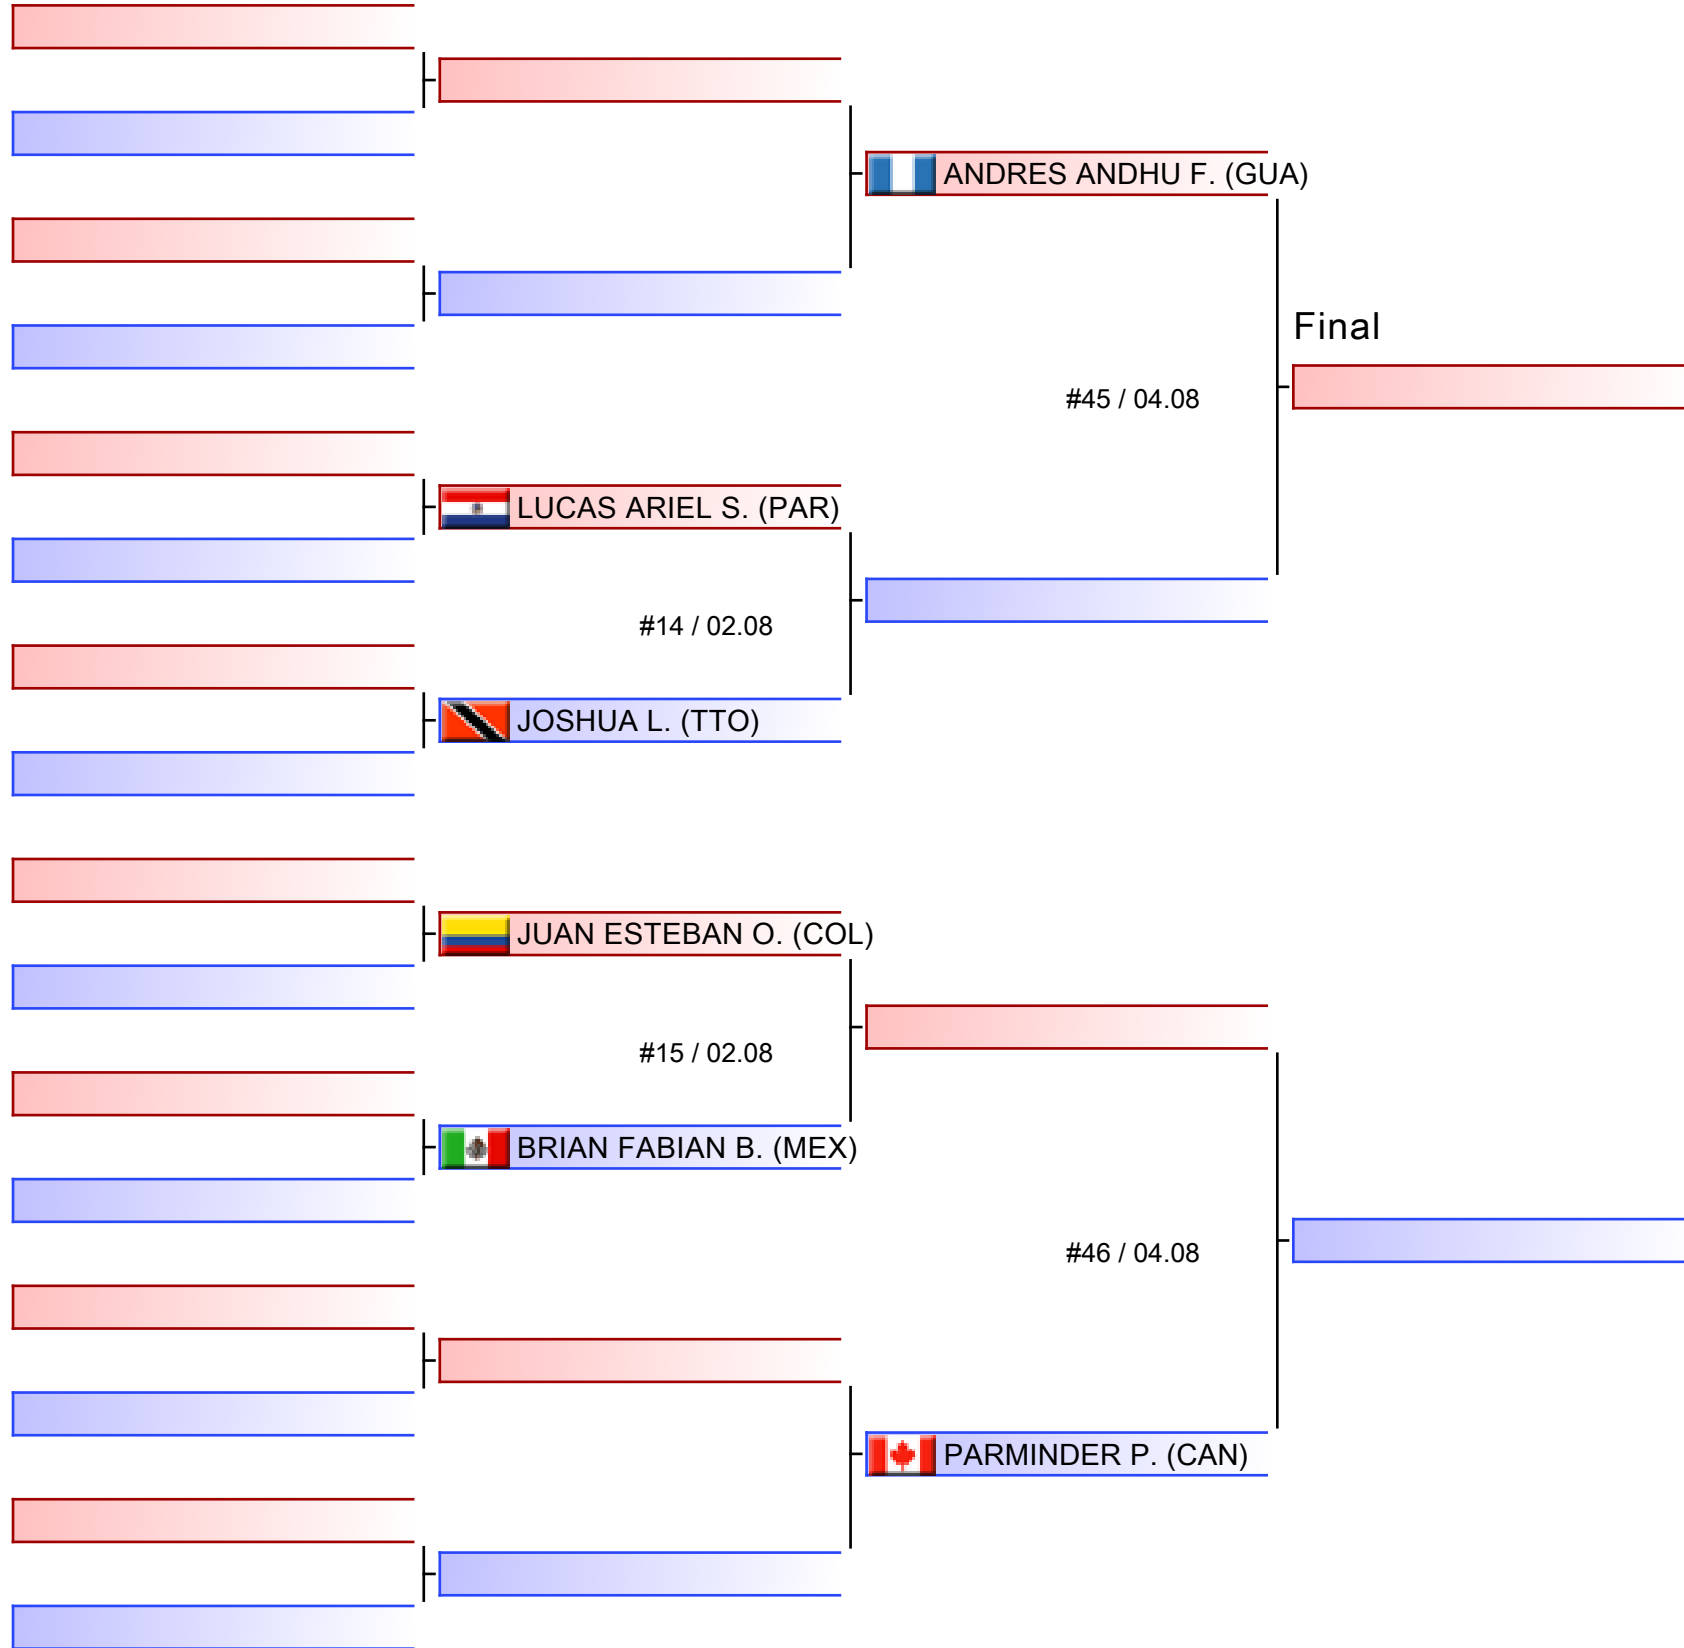 ANDRES ANDHU F. (GUA)
Final
#45 / 04.08
LUCAS ARIEL S. (PAR)
#14 / 02.08
JOSHUA L. (TTO)
JUAN ESTEBAN O. (COL)
#15 / 02.08
BRIAN FABIAN B. (MEX)
#46 / 04.08
PARMINDER P. (CAN)